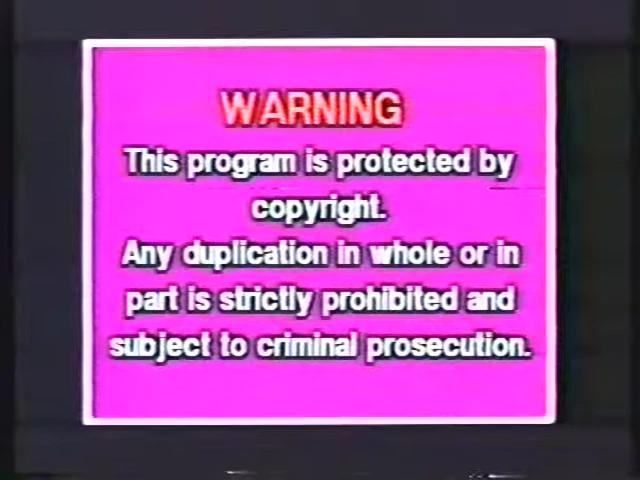 WARNING
This program is protected by
copyright.
Any duplication in whole or in
part is strictly prohibited and
subject to criminal prosecution.